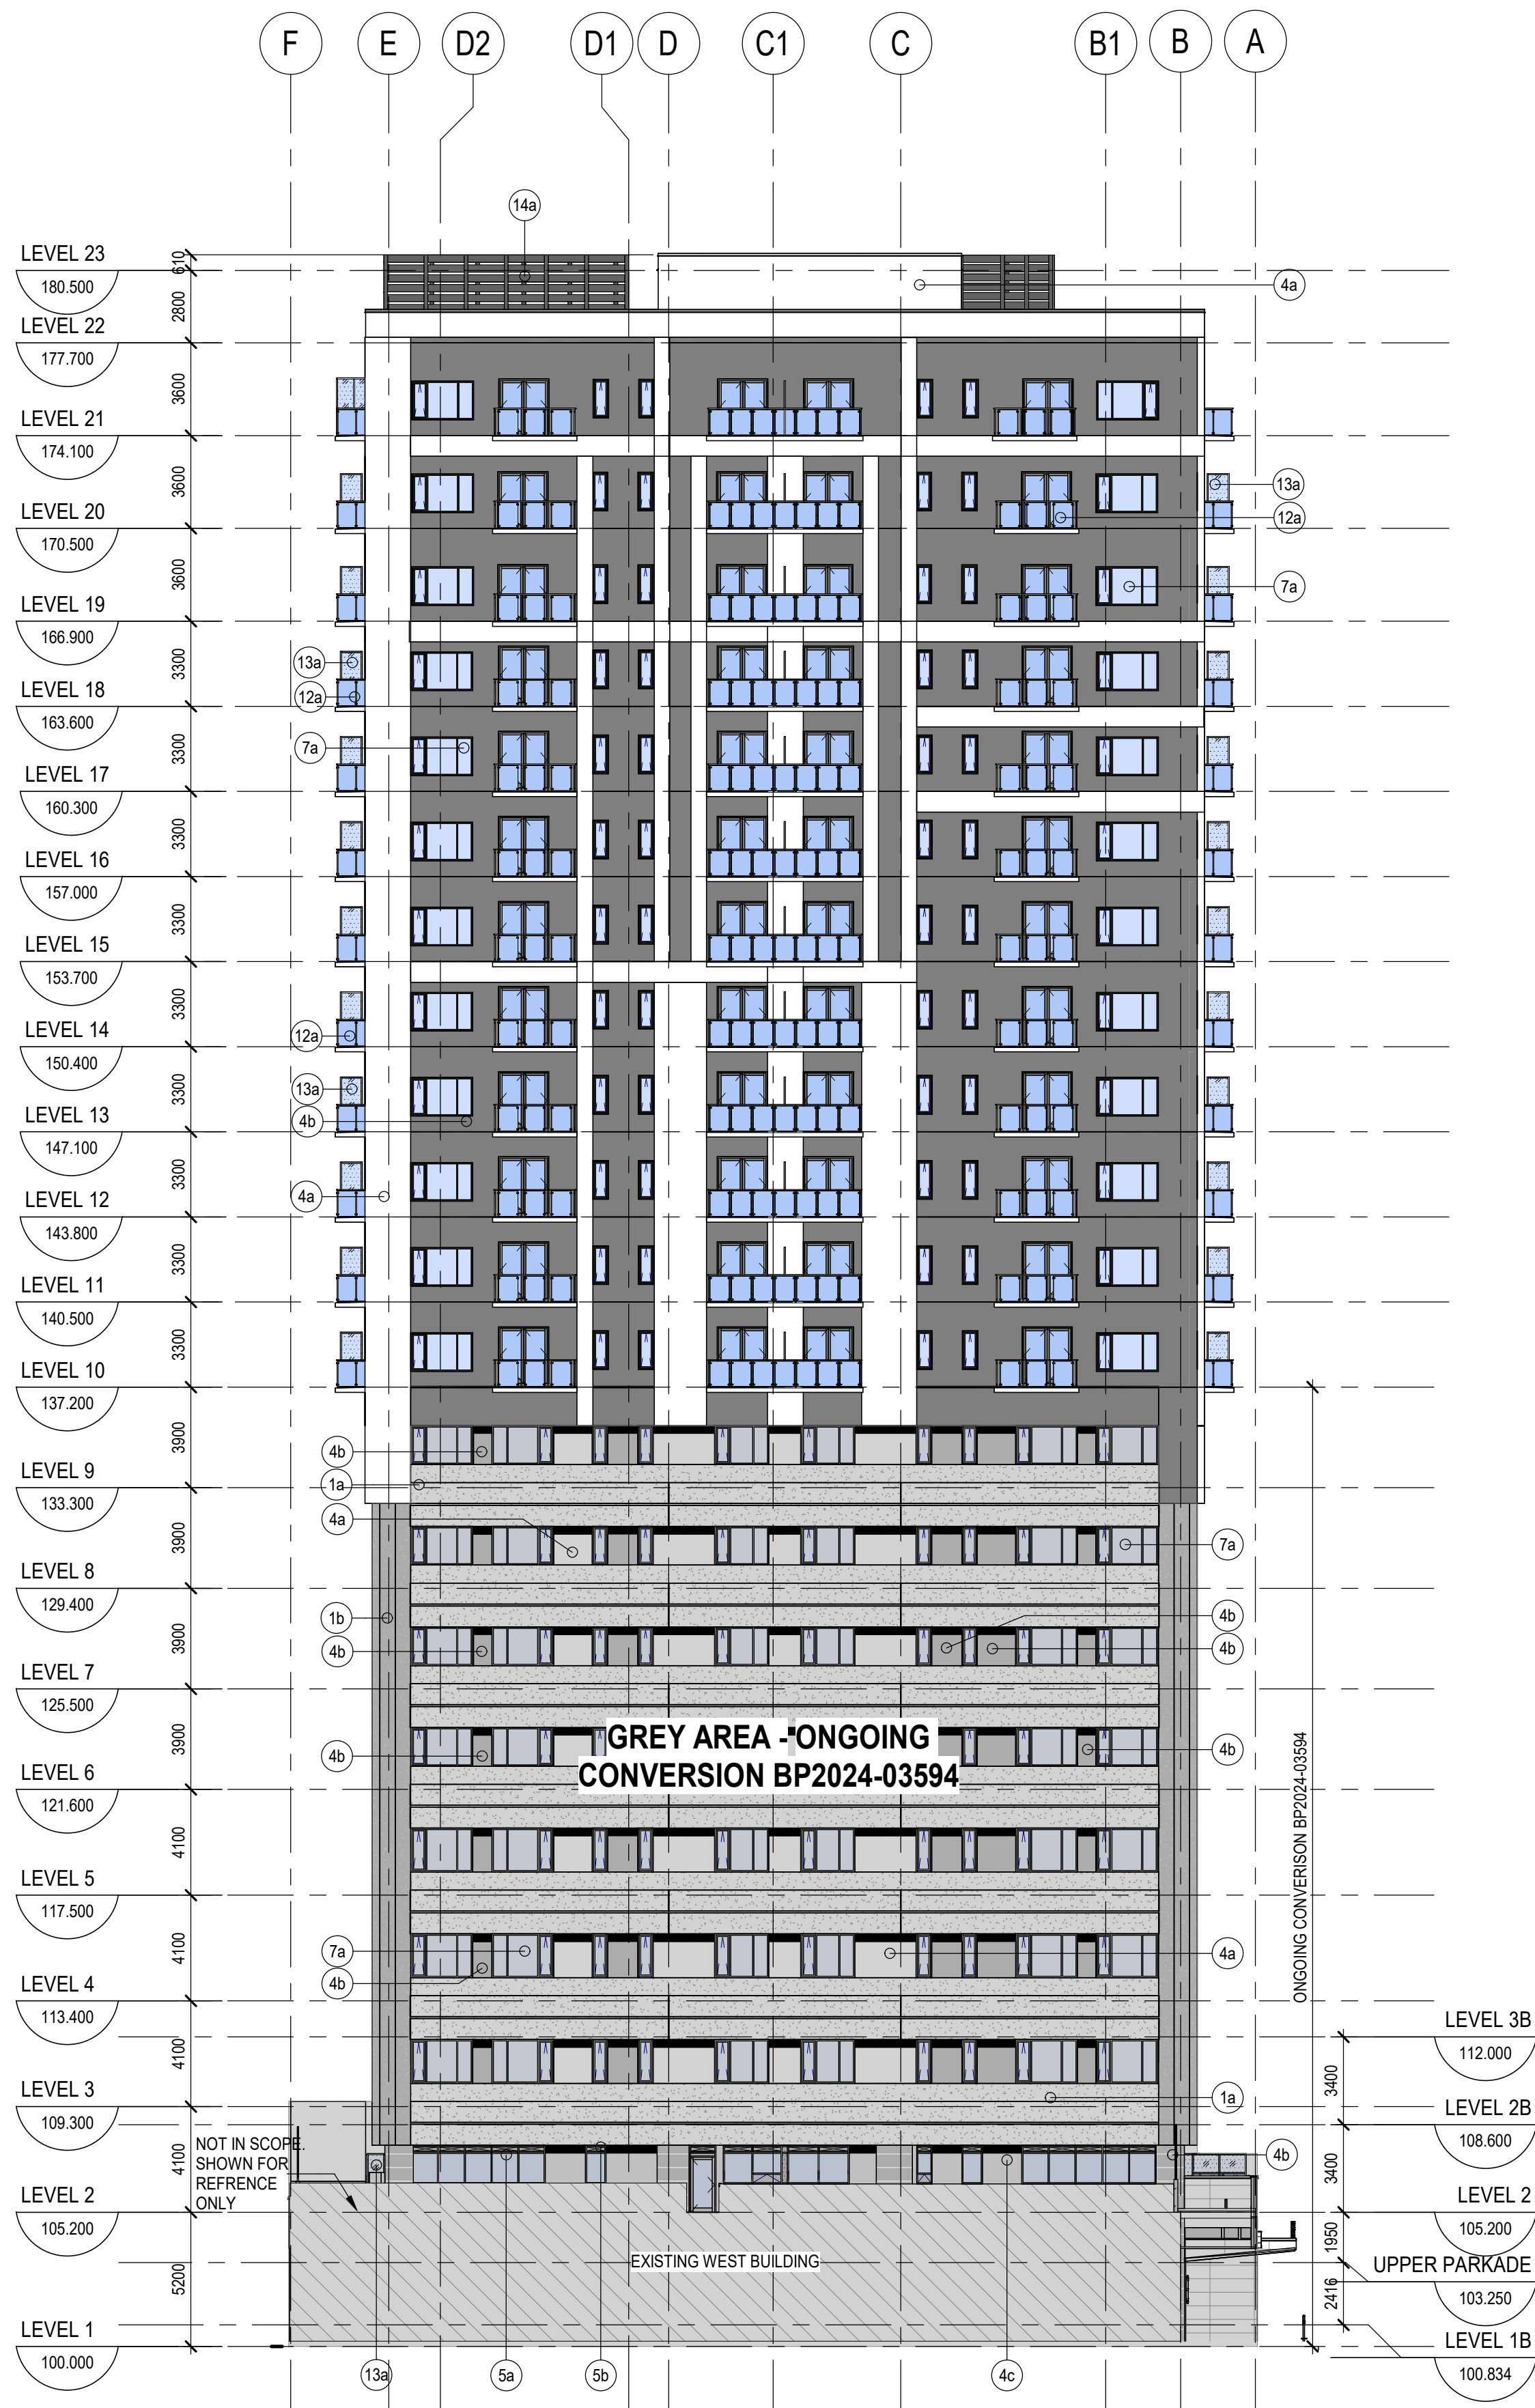 F E D2 D1 D C1 C B1 B A
14a
LEVEL 23
610
180.500
4a
2800
LEVEL 22
177.700
3600
LEVEL 21
174.100
3600
13a
LEVEL 20
12a
170.500
3600
7a
LEVEL 19
166.900
3300
13a
12a
LEVEL 18
163.600
7a
3300
LEVEL 17
160.300
3300
LEVEL 16
157.000
3300
LEVEL 15
153.700
3300
LEVEL 14
12a
150.400
3300
13a
LEVEL 13
4b
147.100
3300
LEVEL 12
4a
143.800
3300
LEVEL 11
140.500
3300
LEVEL 10
137.200
3900
4b
LEVEL 9
1a
133.300
4a
3900
7a
LEVEL 8
129.400
1b
4b
3900
4b
4b
LEVEL 7
125.500
3900
GREY AREA - ONGOING
CONVERSION BP2024-03594
4b
4b
ONGOING CONVERISON BP2024-03594
LEVEL 6
121.600
4100
LEVEL 5
117.500
4100
7a
4a
4b
LEVEL 4
113.400
LEVEL 3B
112.000
4100
3400
1a
LEVEL 3
109.300
LEVEL 2B
108.600
4100
NOT IN SCOPE.
SHOWN FOR
REFRENCE
ONLY
4b
3400
LEVEL 2
105.200
LEVEL 2
105.200
1950
EXISTING WEST BUILDING
5200
UPPER PARKADE
103.250
2416
LEVEL 1
100.000
LEVEL 1B
100.834
13a
5a
5b
4c